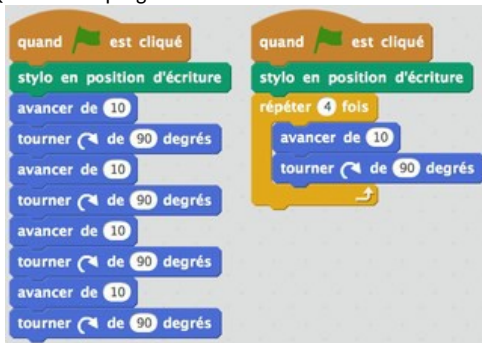 quand est cliqué
stylo en position d'écriture
avancer de 10
tourner de 90 degrés
avancer de 10
tourner de 90 degrés
avancer de 10
tourner de 90 degrés
avancer de 10
tourner de 90 degrés
quand est cliqué
stylo en position d'écriture
répéter 4 fois
avancer de 10
tourner de 90 degrés